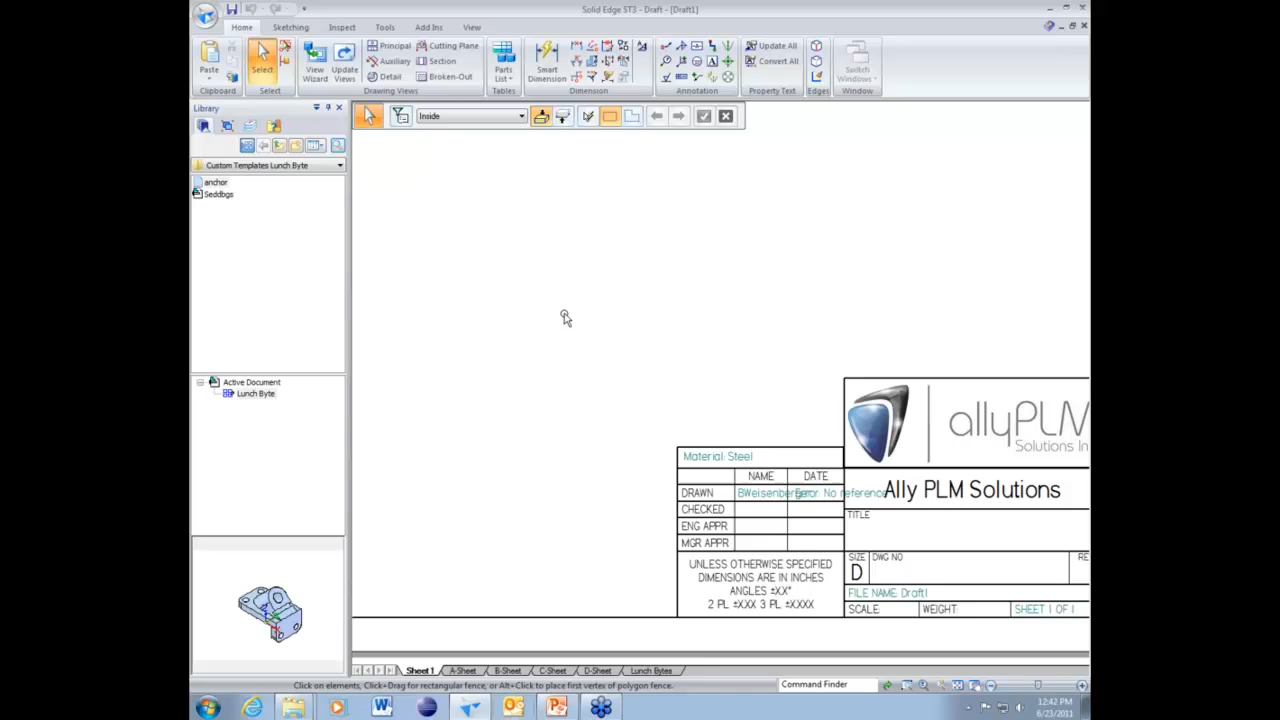 Solid Edge ST3 - Draft - [Draft1]
Home Sketching Inspect Tools Add Ins View
Paste
Clipboard
Select
Select
View Wizard
Update Views
Principal Cutting Plane
Auxiliary Section
Detail Broken-Out
Drawing Views
Parts List
Tables
Smart Dimension
Dimension
Annotation
Update All
Convert All
Property Text
Edges
Switch Windows
Window
Library
Inside
Custom Templates Lunch Byte
anchor
Seddbgs
Active Document
Lunch Byte
allyPLM
Solutions In
Material: Steel
NAME DATE
DRAWN BWeisenberger Error: No reference
CHECKED
ENG APPR
MGR APPR
Ally PLM Solutions
TITLE
UNLESS OTHERWISE SPECIFIED
DIMENSIONS ARE IN INCHES
ANGLES ±X.X°
2 PL ±X.XX 3 PL ±X.XXX
SIZE DWG NO RE
D
FILE NAME: Draft1
SCALE: WEIGHT: SHEET 1 OF 1
Sheet1 A-Sheet B-Sheet C-Sheet D-Sheet Lunch Bytes
Click on elements, Click+Drag for rectangular fence, or Alt+Click to place first vertex of polygon fence.
Command Finder
12:42 PM
6/23/2011